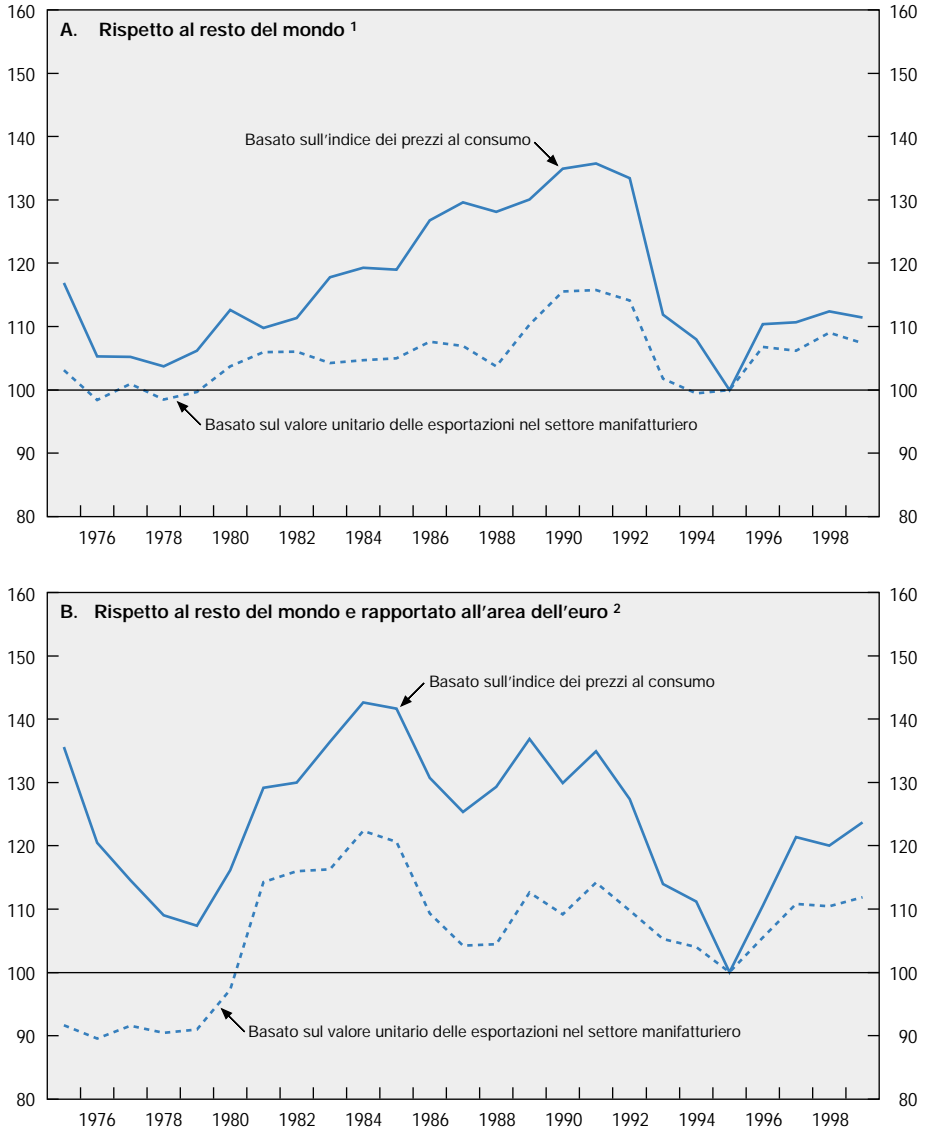 A. Rispetto al resto del mondo 1
160 160
150 150
140 140
Basato sull'indice dei prezzi al consumo
130 130
120 120
110 110
100 100
Basato sul valore unitario delle esportazioni nel settore manifatturiero
90 90
80 80
1976 1978 1980 1982 1984 1986 1988 1990 1992 1994 1996 1998
B. Rispetto al resto del mondo e rapportato all'area dell'euro 2
160 160
150 150
Basato sull'indice dei prezzi al consumo
140 140
130 130
120 120
110 110
100 100
90 90
Basato sul valore unitario delle esportazioni nel settore manifatturiero
80 80
1976 1978 1980 1982 1984 1986 1988 1990 1992 1994 1996 1998